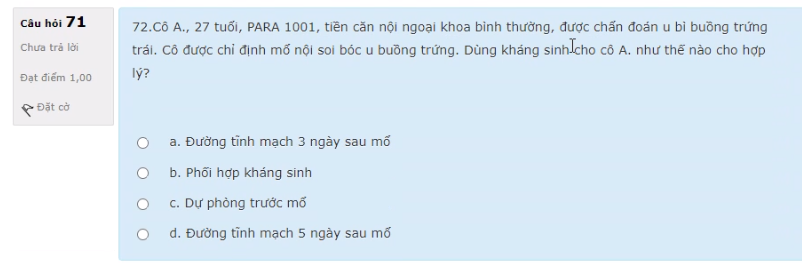 Câu hỏi 71
Chưa trả lời
Đạt điểm 1,00
Đặt cờ
72.Cô A., 27 tuổi, PARA 1001, tiền căn nội ngoại khoa bình thường, được chẩn đoán u bì buồng trứng
trái. Cô được chỉ định mổ nội soi bóc u buồng trứng. Dùng kháng sinh cho cô A. như thế nào cho hợp
lý?
a. Đường tĩnh mạch 3 ngày sau mổ
b. Phối hợp kháng sinh
c. Dự phòng trước mổ
d. Đường tĩnh mạch 5 ngày sau mổ